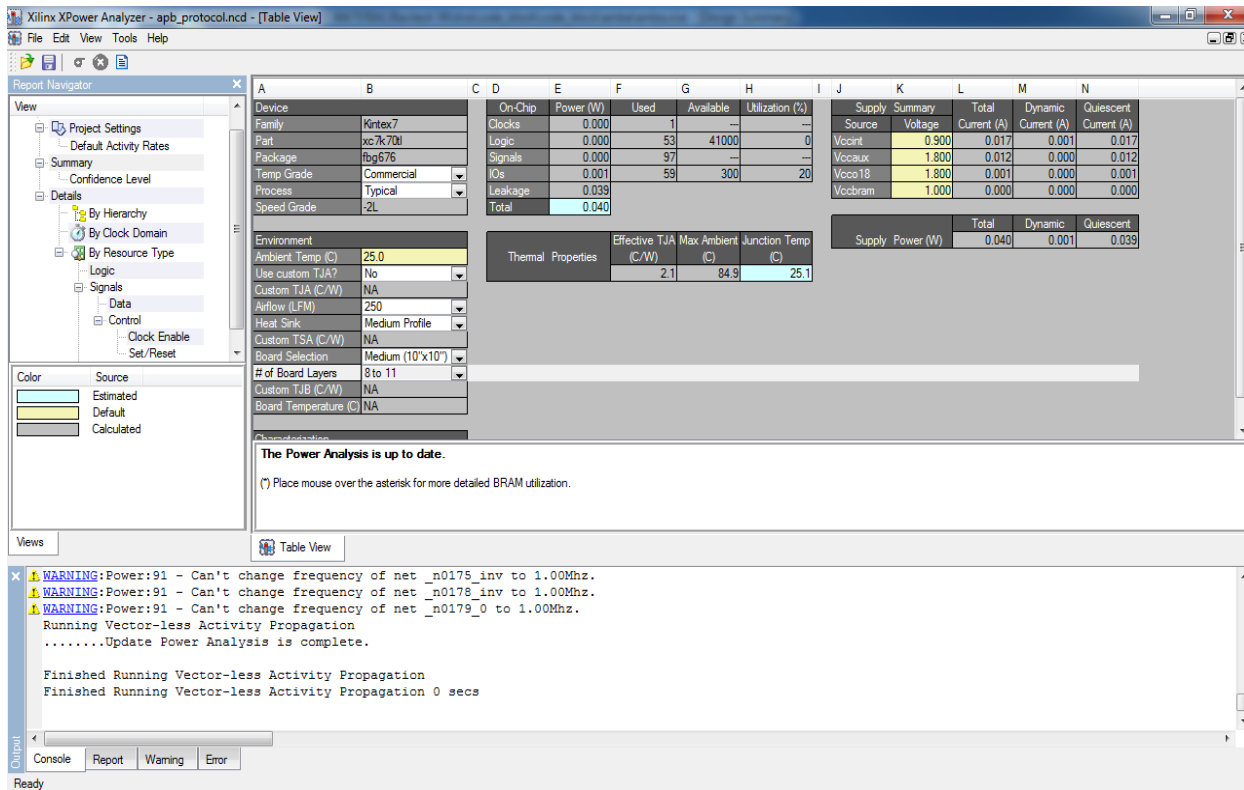 Xilinx XPower Analyzer - apb_protocol.ncd - [Table View]
File Edit View Tools Help
Report Navigator
View
Project Settings
Default Activity Rates
Summary
Confidence Level
Details
By Hierarchy
By Clock Domain
By Resource Type
Logic
Signals
Data
Control
Clock Enable
Set/Reset
Color Source
Estimated
Default
Calculated
Views
A B C D E F G H I J K L M N
Device
Family Kintex7
Part xc7k70tl
Package fbg676
Temp Grade Commercial
Process Typical
Speed Grade -2L
Environment
Ambient Temp (C) 25.0
Use custom TJA? No
Custom TJA (C/W) NA
Airflow (LFM) 250
Heat Sink Medium Profile
Custom TSA (C/W) NA
Board Selection Medium (10"x10")
# of Board Layers 8 to 11
Custom TJB (C/W) NA
Board Temperature (C) NA
Characterization
On-Chip Power (W) Used Available Utilization (%)
Clocks 0.000 1 --- ---
Logic 0.000 53 41000 0
Signals 0.000 97 --- ---
IOs 0.001 59 300 20
Leakage 0.039
Total 0.040
Effective TJA Max Ambient Junction Temp
Thermal Properties (C/W) (C) (C)
2.1 84.9 25.1
Supply Summary Total Dynamic Quiescent
Source Voltage Current (A) Current (A) Current (A)
Vccint 0.900 0.017 0.001 0.017
Vccaux 1.800 0.012 0.000 0.012
Vcco18 1.800 0.001 0.000 0.001
Vccbram 1.000 0.000 0.000 0.000
Total Dynamic Quiescent
Supply Power (W) 0.040 0.001 0.039
The Power Analysis is up to date.
(*) Place mouse over the asterisk for more detailed BRAM utilization.
Table View
WARNING:Power:91 - Can't change frequency of net _n0175_inv to 1.00Mhz.
WARNING:Power:91 - Can't change frequency of net _n0178_inv to 1.00Mhz.
WARNING:Power:91 - Can't change frequency of net _n0179_0 to 1.00Mhz.
Running Vector-less Activity Propagation
........Update Power Analysis is complete.
Finished Running Vector-less Activity Propagation
Finished Running Vector-less Activity Propagation 0 secs
Output
Console Report Warning Error
Ready